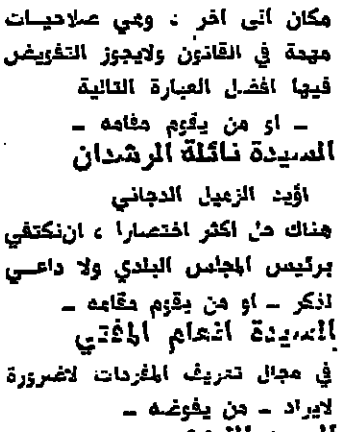 مكان الى آخر ، وهي صلاحيات
مهمة في القانون ولايجوز التفويض
فيها افضل العبارة التالية
ـ او من يقوم مقامه ـ
السيدة نائلة الرشدان
اؤيد الزميل الدجاني
هناك حل اكثر اختصارا ، ان نكتفي
برئيس المجلس البلدي ولا داعي
لذكر ـ او من يقوم مقامه ـ
السيدة انعام المفتي
في مجال تعريف المفردات لاضرورة
لايراد ـ من يفوضه ـ